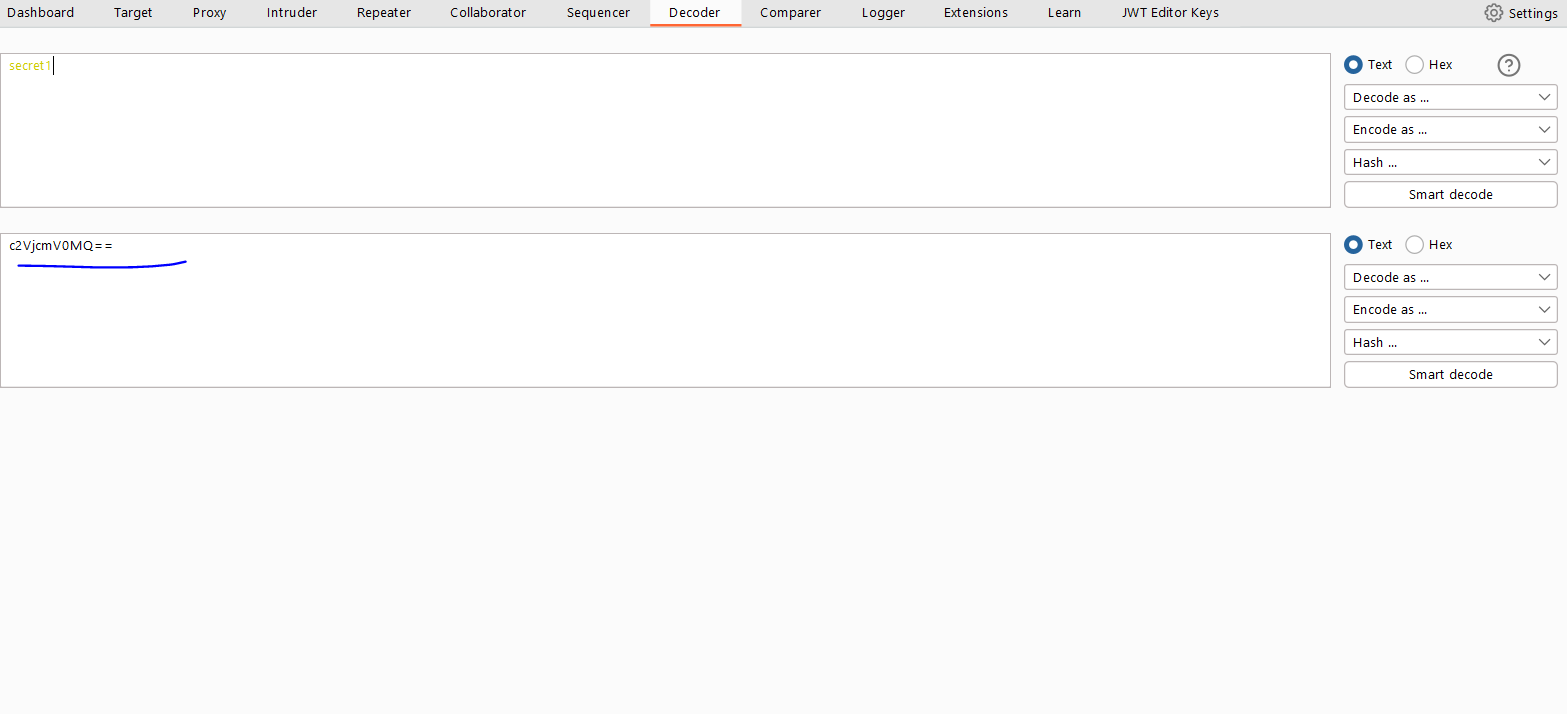 Dashboard Target Proxy Intruder Repeater Collaborator Sequencer Decoder Comparer Logger Extensions Learn JWT Editor Keys Settings
secret1
Text Hex ?
Decode as ...
Encode as ...
Hash ...
Smart decode
c2VjcmV0MQ==
Text Hex
Decode as ...
Encode as ...
Hash ...
Smart decode